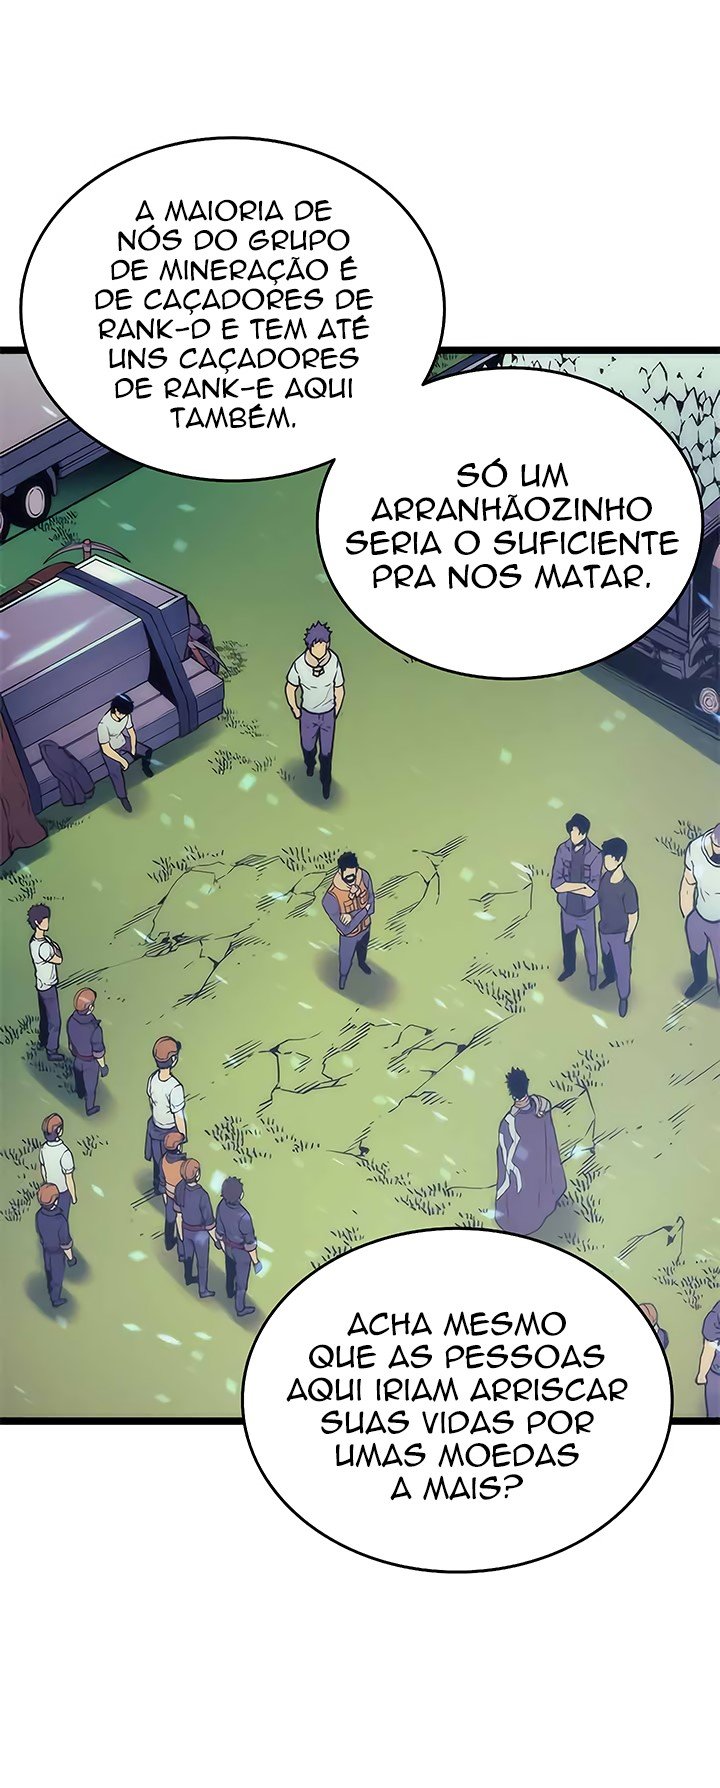 A MAIORIA DE
NÓS DO GRUPO
DE MINERAÇÃO É
DE CAÇADORES DE
RANK-D E TEM ATÉ
UNS CAÇADORES
DE RANK-E AQUI
TAMBÉM.
SÓ UM
ARRANHÃOZINHO
SERIA O SUFICIENTE
PRA NOS MATAR.
ACHA MESMO
QUE AS PESSOAS
AQUI IRIAM ARRISCAR
SUAS VIDAS POR
UMAS MOEDAS
A MAIS?